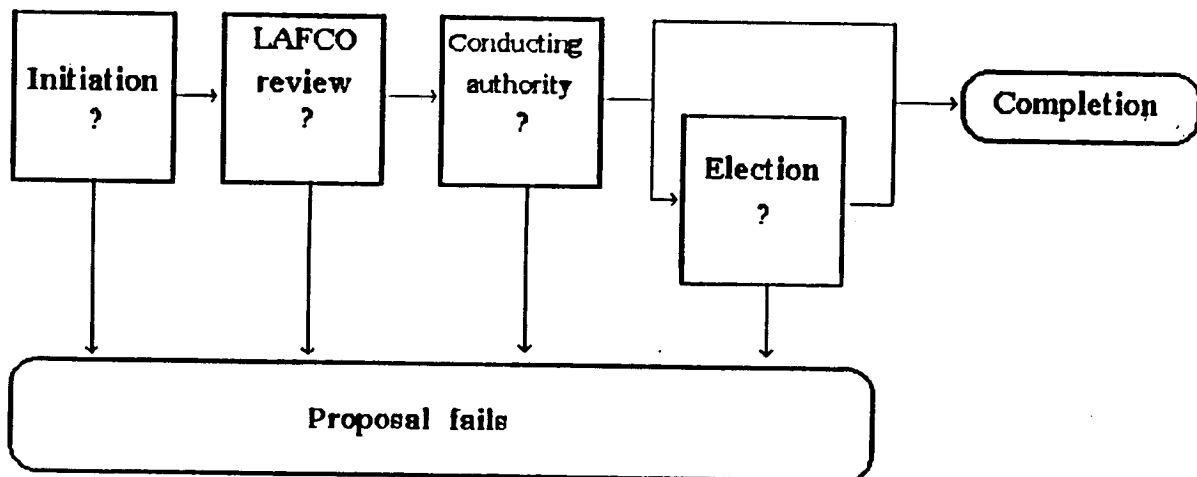 Initiation
?
LAFCO
review
?
Conducting
authority
?
Election
?
Completion
Proposal fails